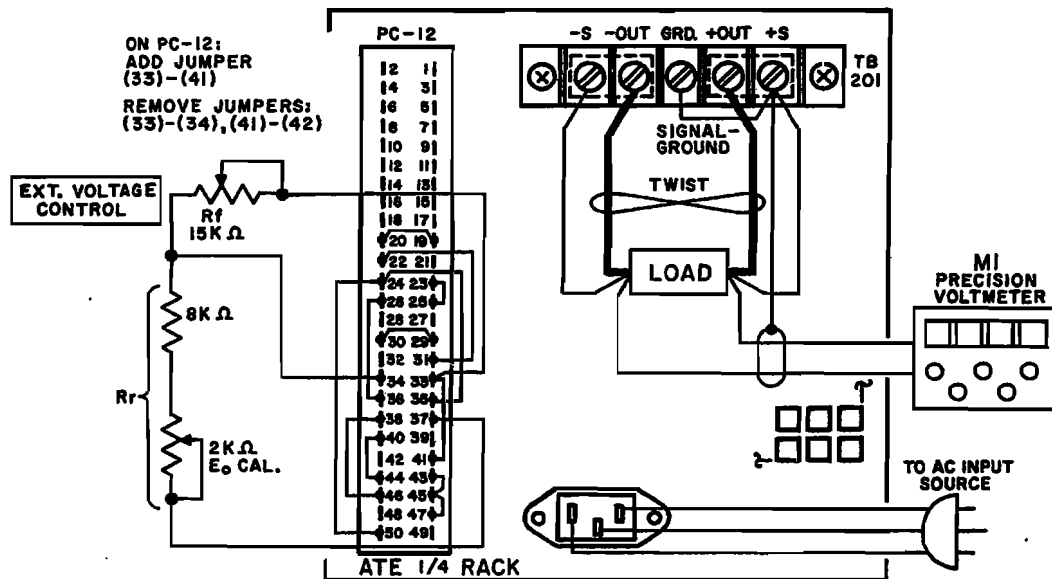 ON PC-12:
ADD JUMPER
(33)-(41)
REMOVE JUMPERS:
(33)-(34),(41)-(42)
EXT. VOLTAGE
CONTROL
Rf
15K Ω
8K Ω
Rr
2K Ω
Eo CAL.
PC-12
2 1
4 3
6 5
8 7
10 9
12 11
14 13
16 15
18 17
20 19
22 21
24 23
26 25
28 27
30 29
32 31
34 33
36 35
38 37
40 39
42 41
44 43
46 45
48 47
50 49
ATE 1/4 RACK
-S -OUT GRD. +OUT +S
TB
201
SIGNAL-
GROUND
TWIST
LOAD
M1
PRECISION
VOLTMETER
TO AC INPUT
SOURCE